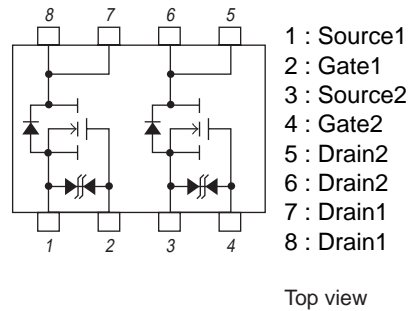 8 7 6 5
1 2 3 4
1 : Source1
2 : Gate1
3 : Source2
4 : Gate2
5 : Drain2
6 : Drain2
7 : Drain1
8 : Drain1
Top view